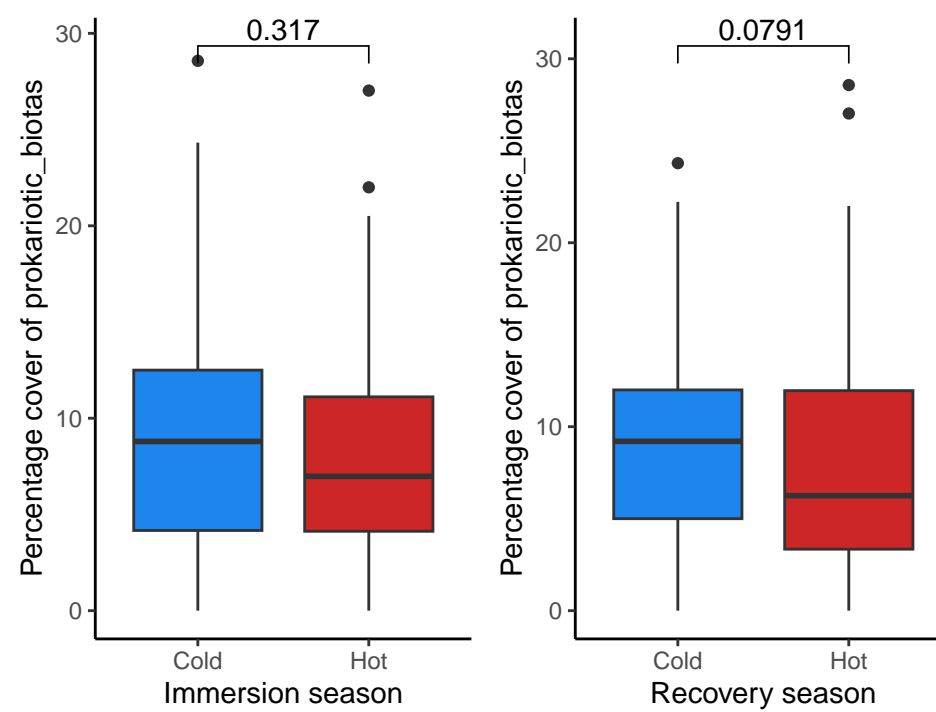 0.317
30
20
10
0
Percentage cover of prokariotic_biotas
Cold Hot
Immersion season
0.0791
30
20
10
0
Percentage cover of prokariotic_biotas
Cold Hot
Recovery season